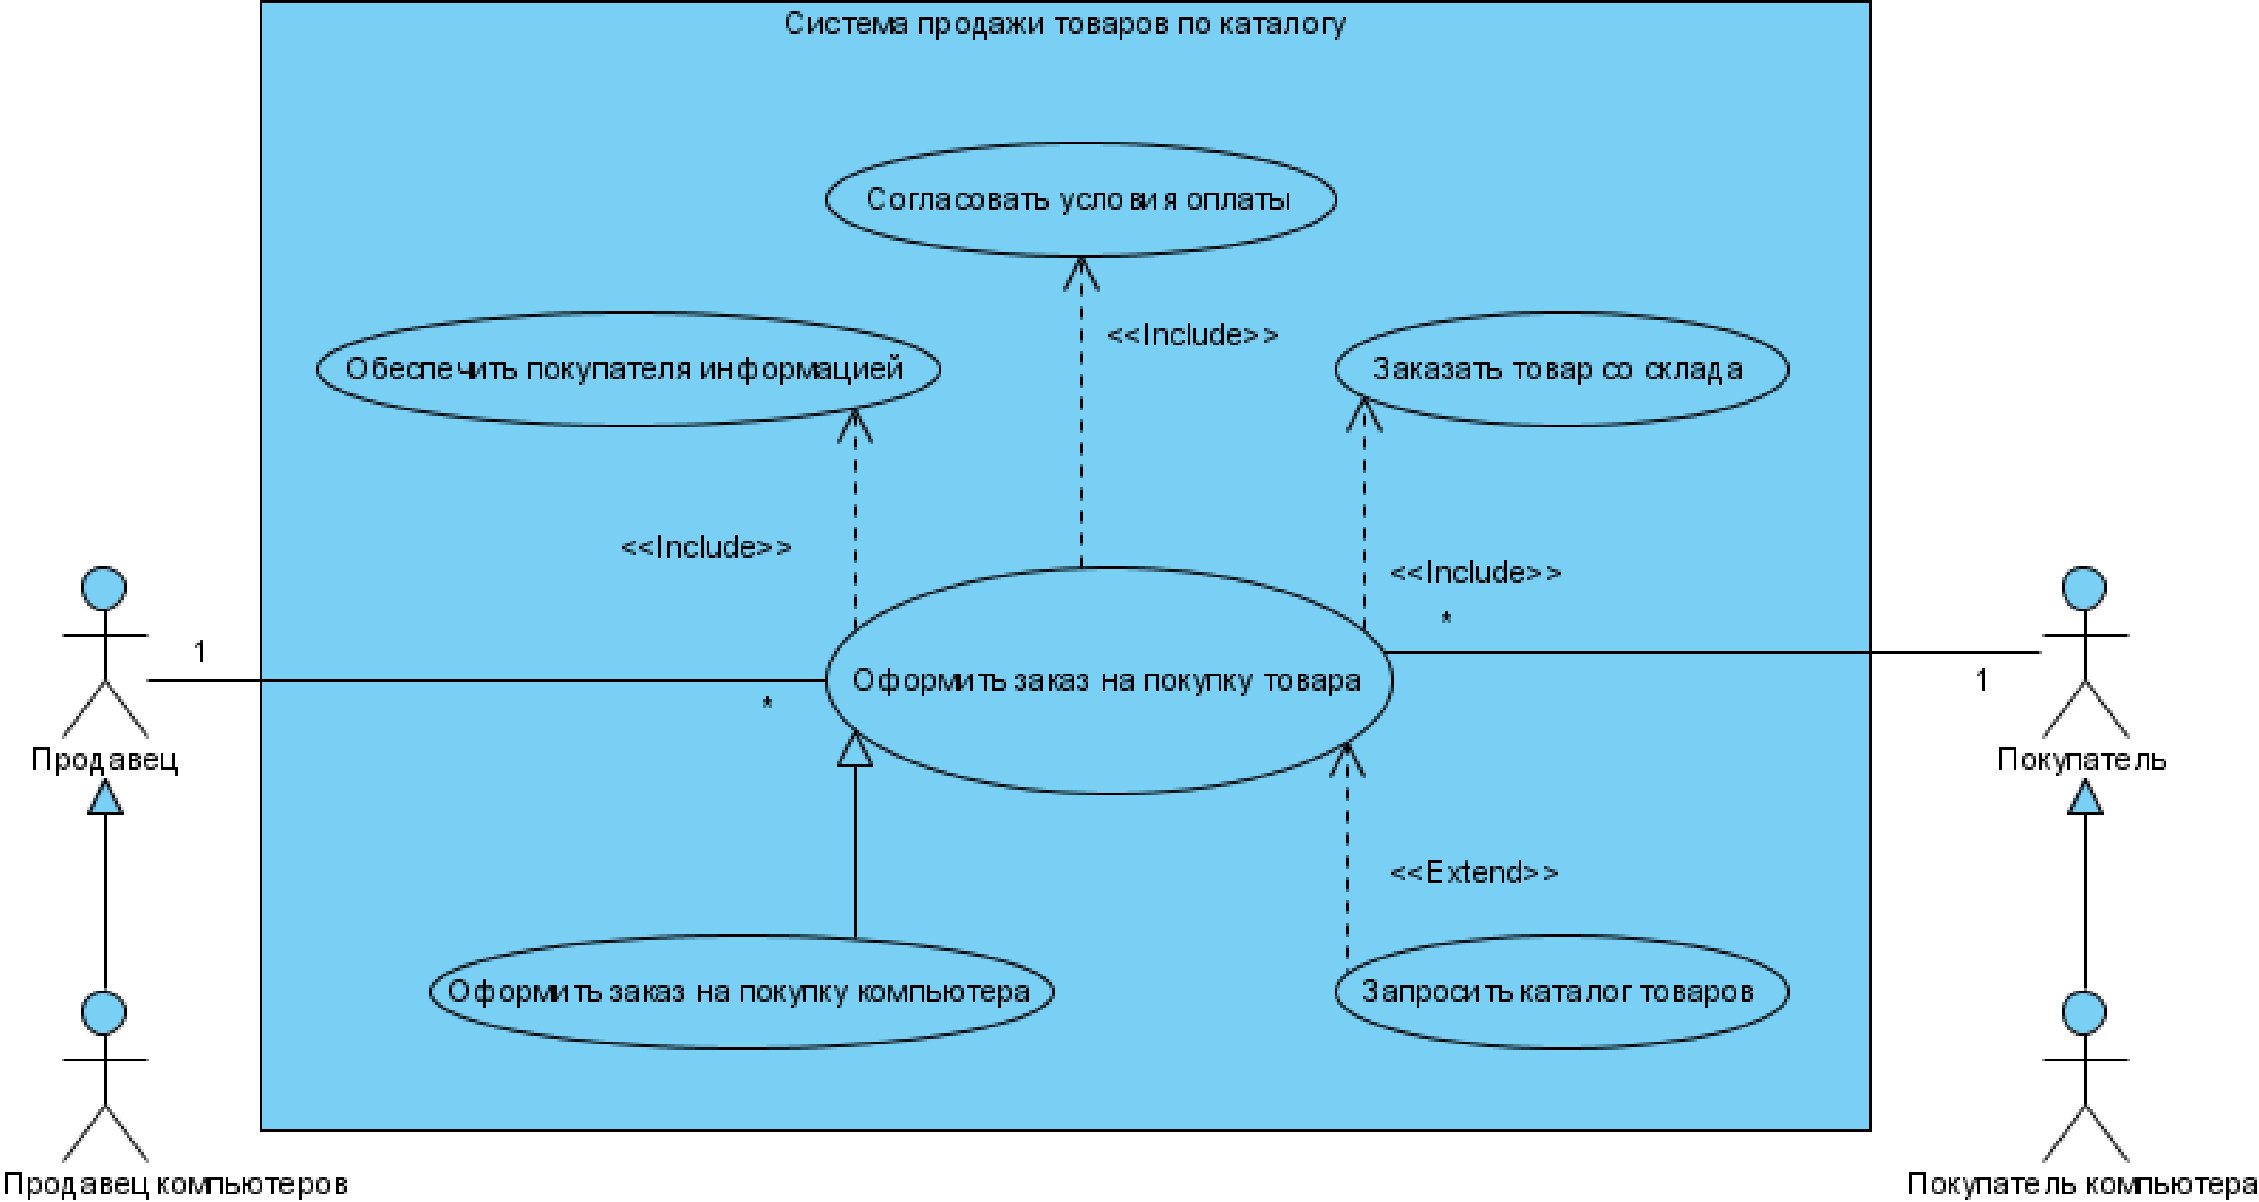 Система продажи товаров по каталогу
Согласовать условия оплаты
<<Include>>
Обеспечить покупателя информацией
Заказать товар со склада
<<Include>>
<<Include>>
*
1
Оформить заказ на покупку товара
1
*
Продавец
Покупатель
<<Extend>>
Оформить заказ на покупку компьютера
Запросить каталог товаров
Продавец компьютеров
Покупатель компьютера